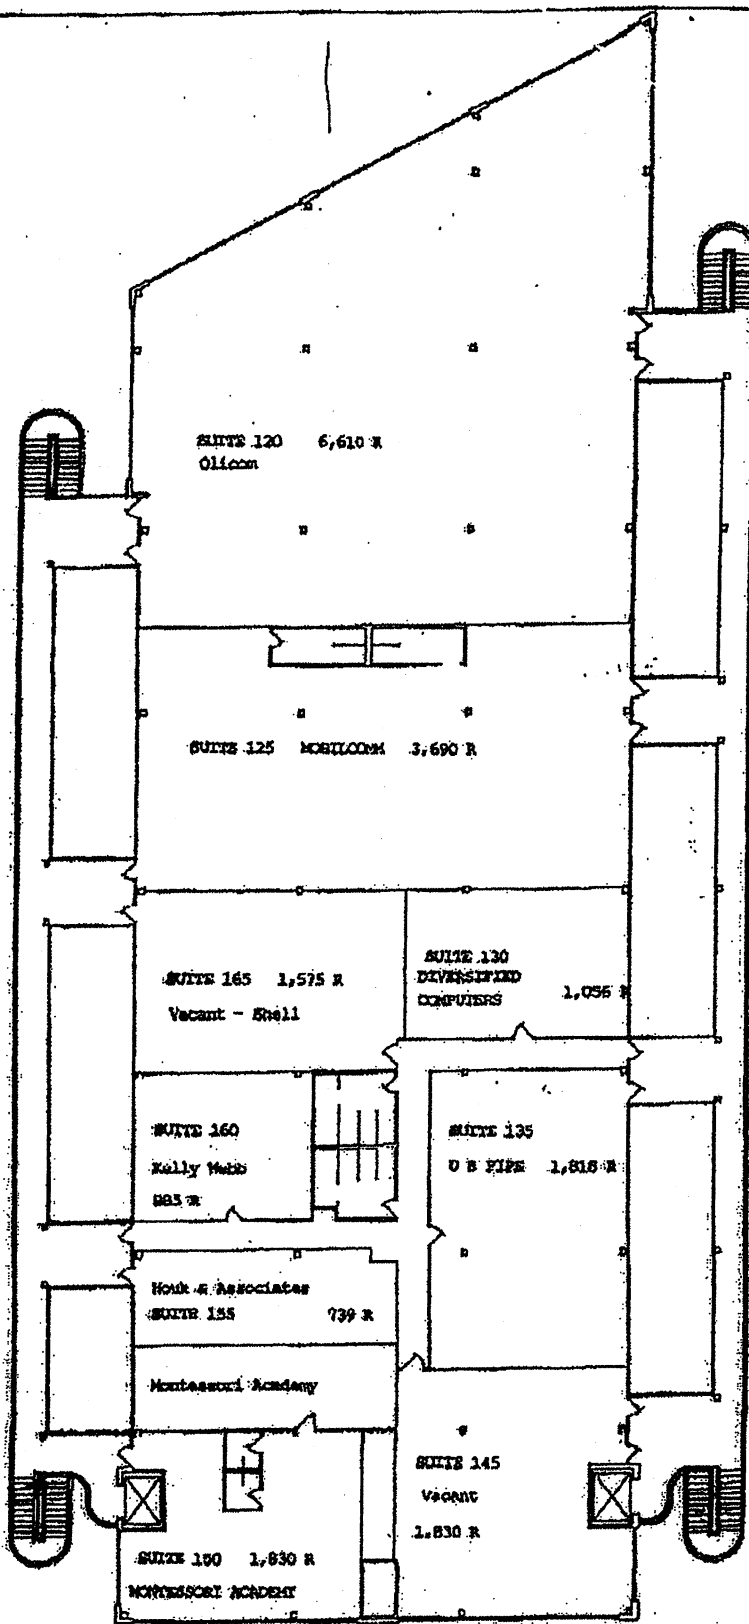 SUITE 120 6,610 R
Olicom
SUITE 125 MOBILCOMM 3,690 R
SUITE 165 1,575 R
Vacant - Shell
SUITE 130
DIVERSIFIED
COMPUTERS 1,056 R
SUITE 160
Kelly Webb
985 R
SUITE 135
U S PIPE 1,818 R
Houk & Associates
SUITE 155 739 R
Montessori Academy
SUITE 145
Vacant
1,830 R
SUITE 150 1,830 R
MONTESSORI ACADEMY